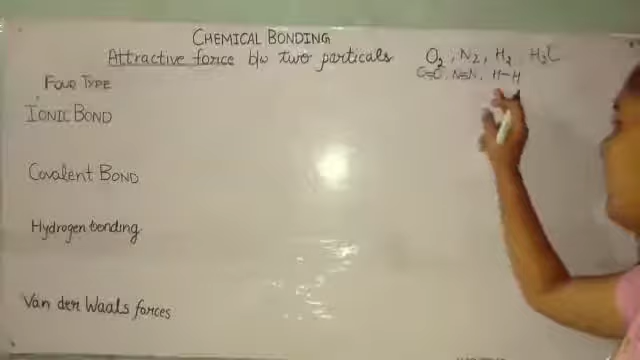 CHEMICAL BONDING
Attractive force b/w two particals
O2, N2, H2 H2C
O=O, N≡N, H-H
FOUR TYPE
IONIC BOND
Covalent BOND
Hydrogen bonding
Van der Waals forces